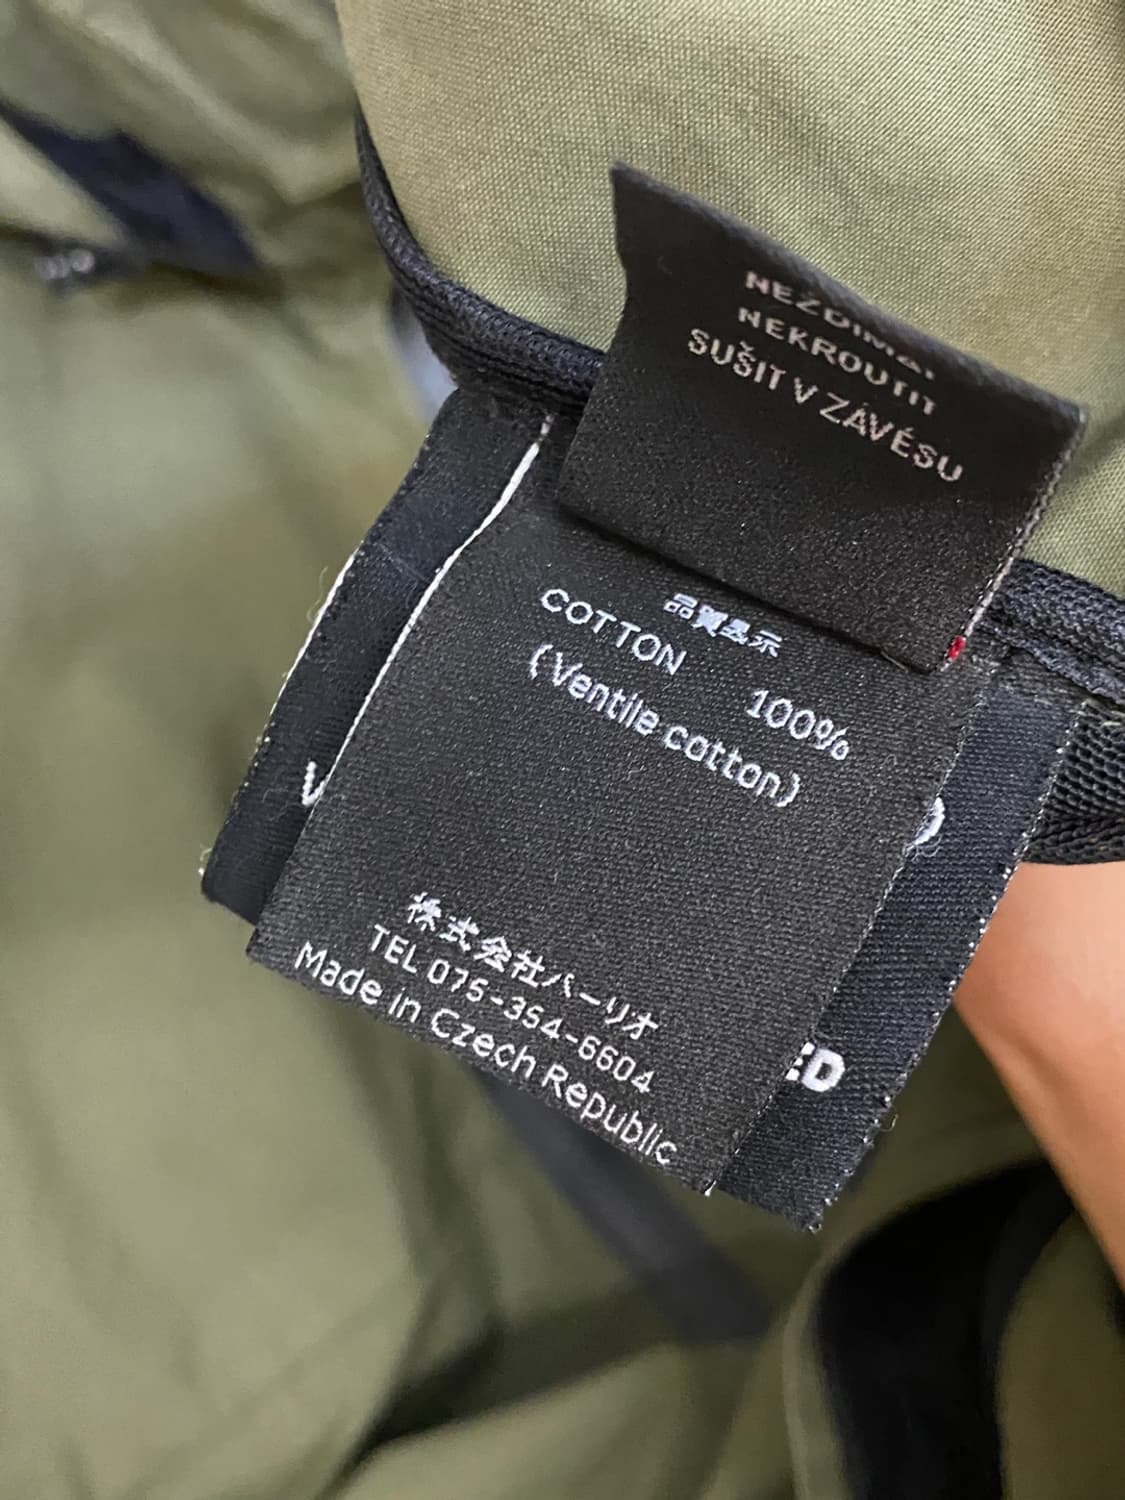 NEŽDÍMAT
NEKROUTIT
SUŠIT V ZÁVĚSU
品質表示
COTTON 100%
(Ventile cotton)
株式会社バーリオ
TEL 075-354-6604
Made in Czech Republic